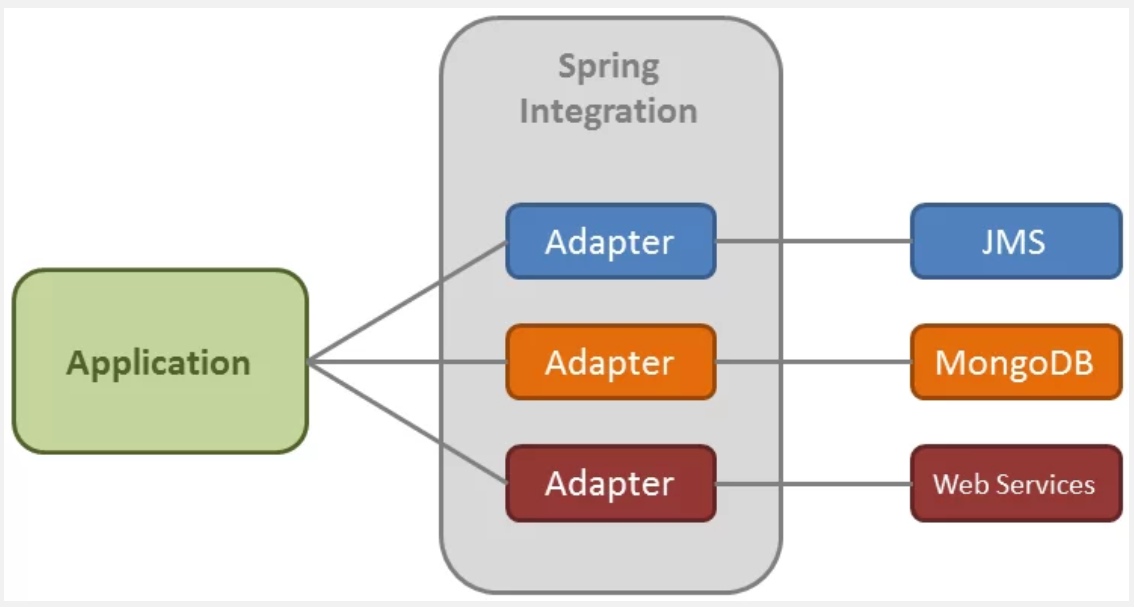 Spring
Integration
Adapter
JMS
Application
Adapter
MongoDB
Adapter
Web Services